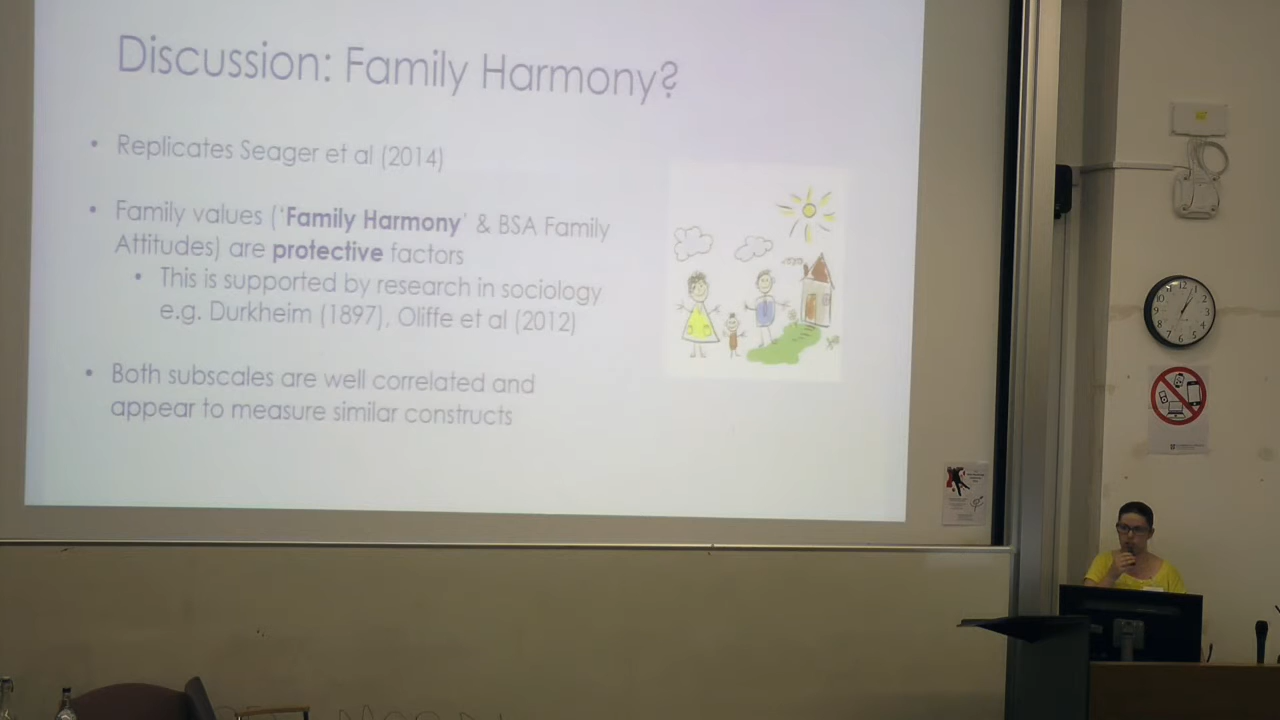 Discussion: Family Harmony?
• Replicates Seager et al (2014)
• Family values ('Family Harmony' & BSA Family
Attitudes) are protective factors
• This is supported by research in sociology
e.g. Durkheim (1897), Oliffe et al (2012)
• Both subscales are well correlated and
appear to measure similar constructs